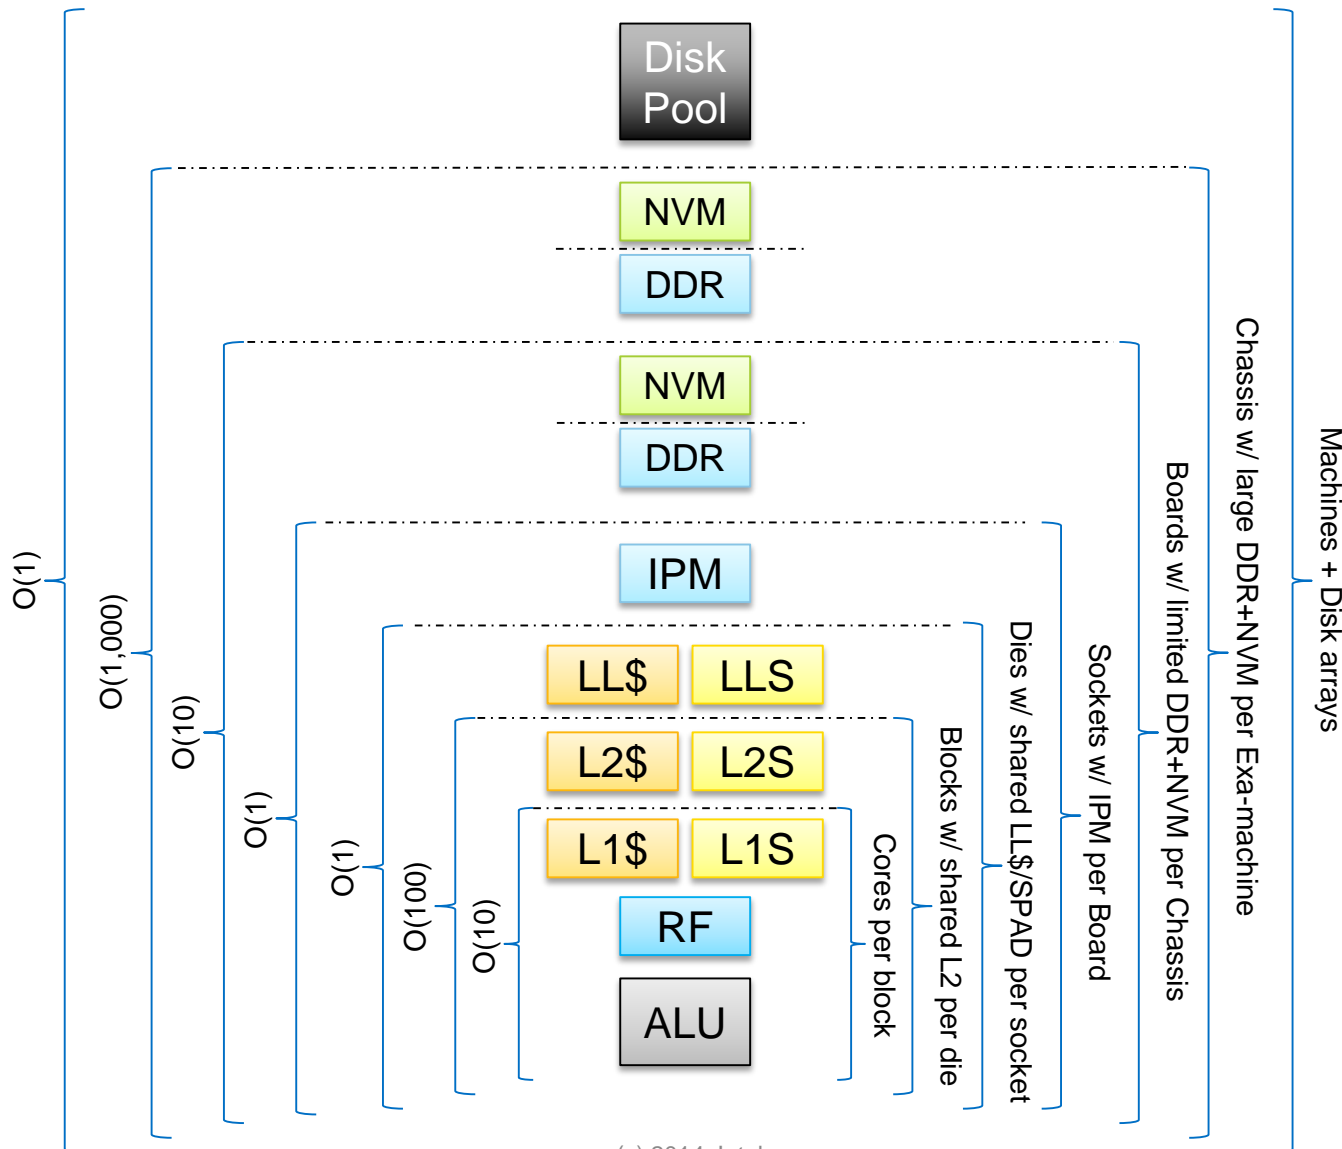 Disk
Pool
NVM
DDR
NVM
DDR
IPM
LL$ LLS
L2$ L2S
L1$ L1S
RF
ALU
O(1)
O(1,000)
O(10)
O(1)
O(1)
O(100)
O(10)
Cores per block
Blocks w/ shared L2 per die
Dies w/ shared LL$/SPAD per socket
Sockets w/ IPM per Board
Boards w/ limited DDR+NVM per Chassis
Chassis w/ large DDR+NVM per Exa-machine
Machines + Disk arrays